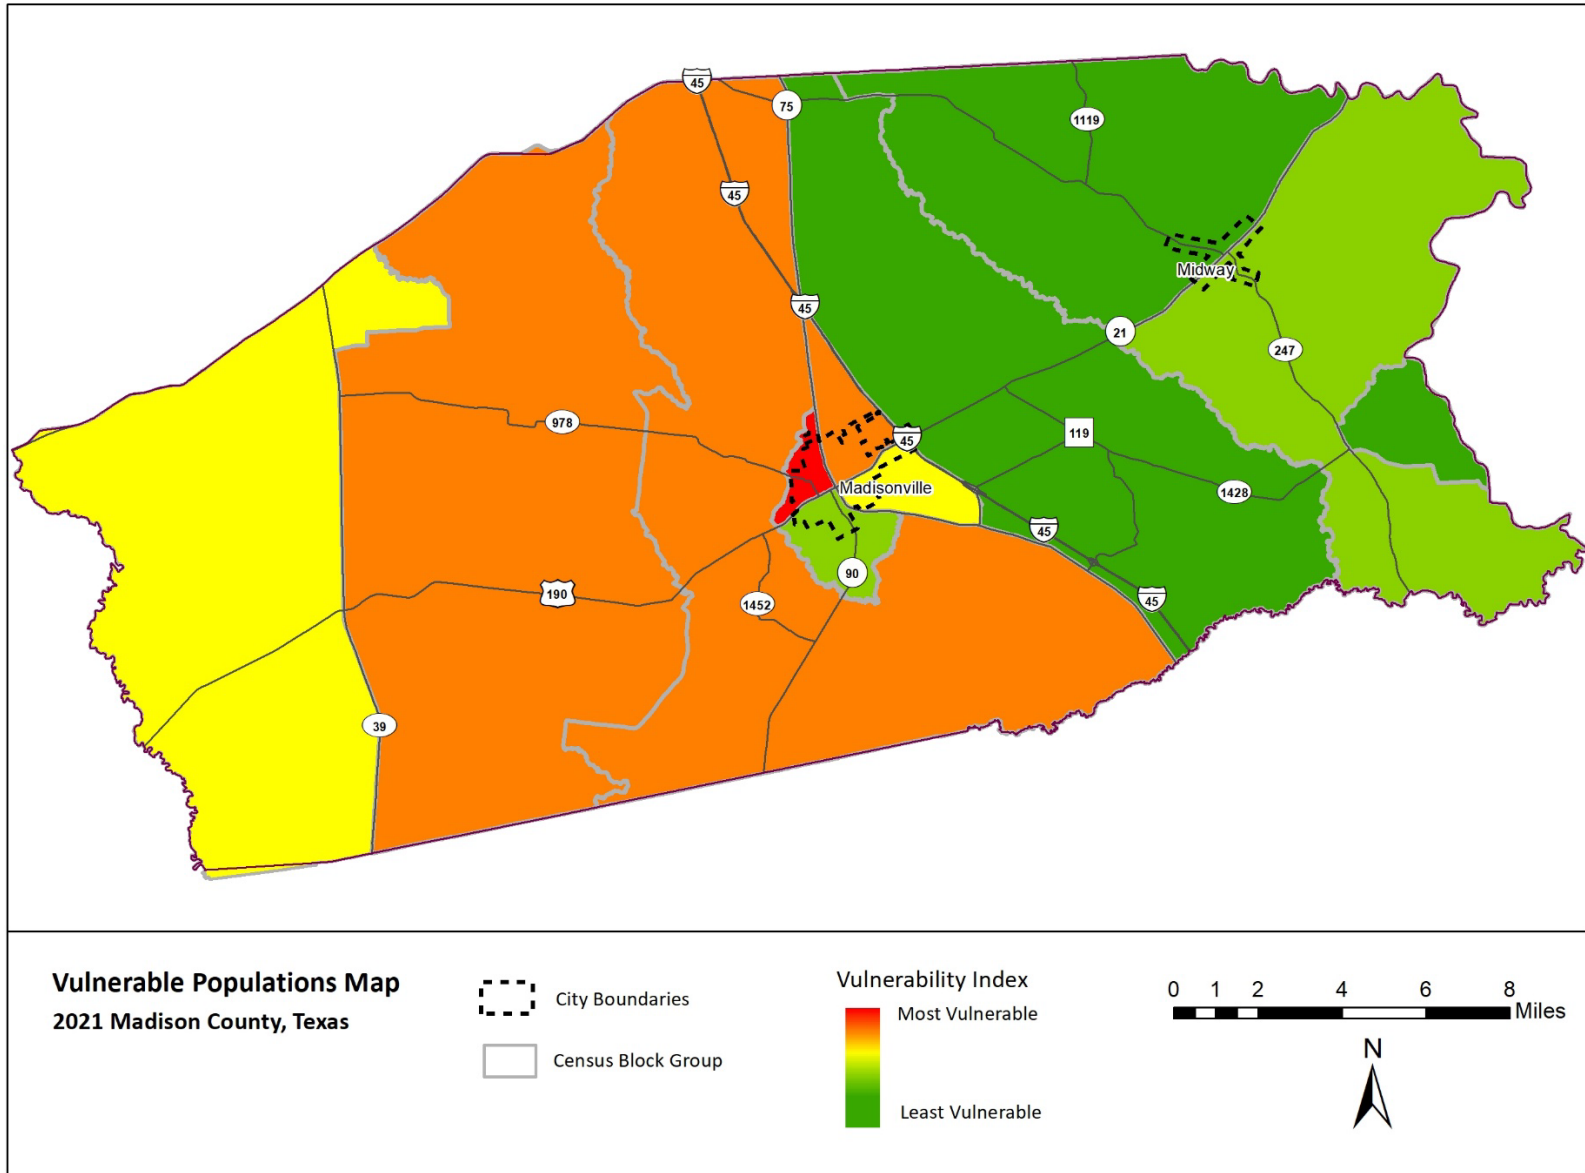 45
75
1119
45
Midway
45
21
247
978
45
119
Madisonville
1428
45
90
190
1452
45
39
Vulnerable Populations Map
2021 Madison County, Texas
City Boundaries
Census Block Group
Vulnerability Index
Most Vulnerable
Least Vulnerable
0 1 2 4 6 8
Miles
N